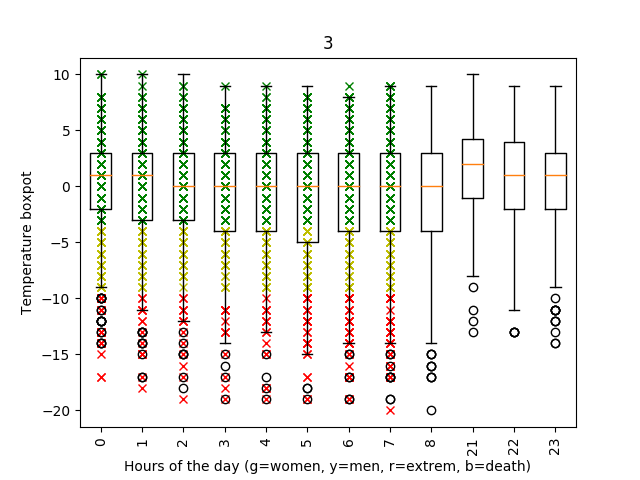 3
Temperature boxpot
10
5
0
−5
−10
−15
−20
0 1 2 3 4 5 6 7 8 21 22 23
Hours of the day (g=women, y=men, r=extrem, b=death)